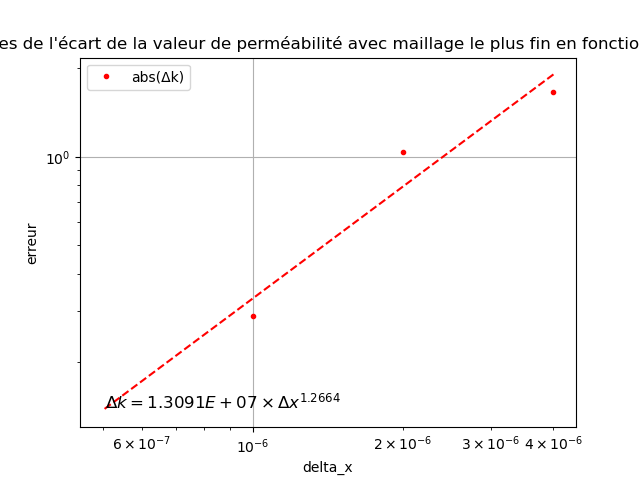 es de l'écart de la valeur de perméabilité avec maillage le plus fin en fonctio
abs(Δk)
10⁰
erreur
Δk = 1.3091E + 07 × Δx¹·²⁶⁶⁴
6 × 10⁻⁷ 10⁻⁶ 2 × 10⁻⁶ 3 × 10⁻⁶ 4 × 10⁻⁶
delta_x